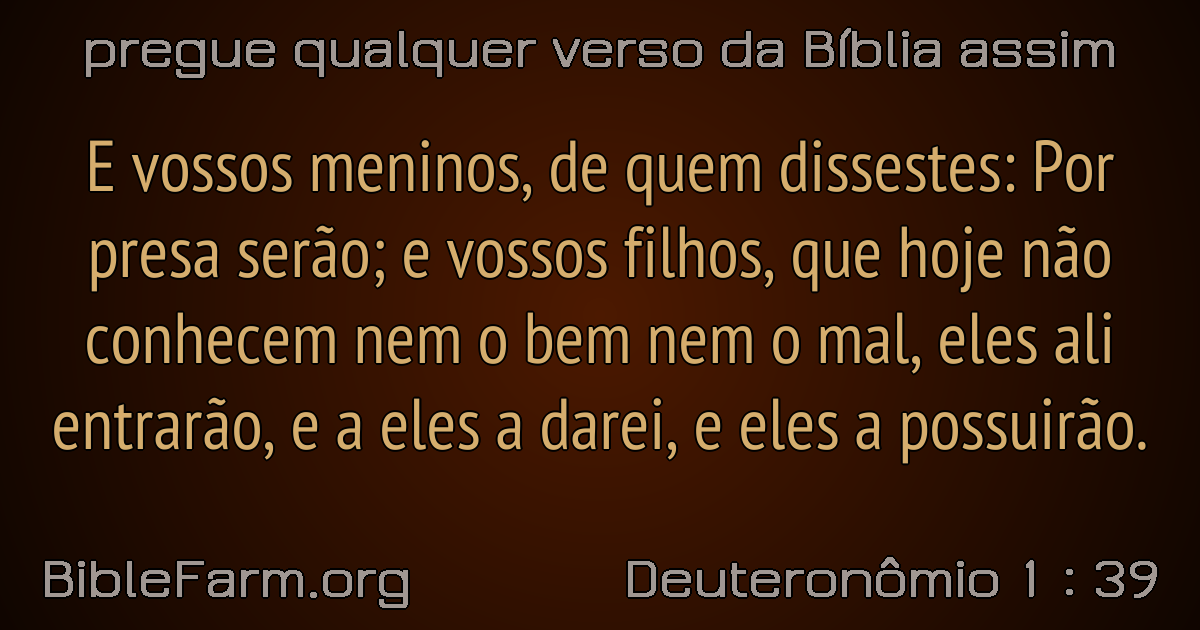 pregue qualquer verso da Bíblia assim
E vossos meninos, de quem dissestes: Por
presa serão; e vossos filhos, que hoje não
conhecem nem o bem nem o mal, eles ali
entrarão, e a eles a darei, e eles a possuirão.
BibleFarm.org
Deuteronômio 1 : 39